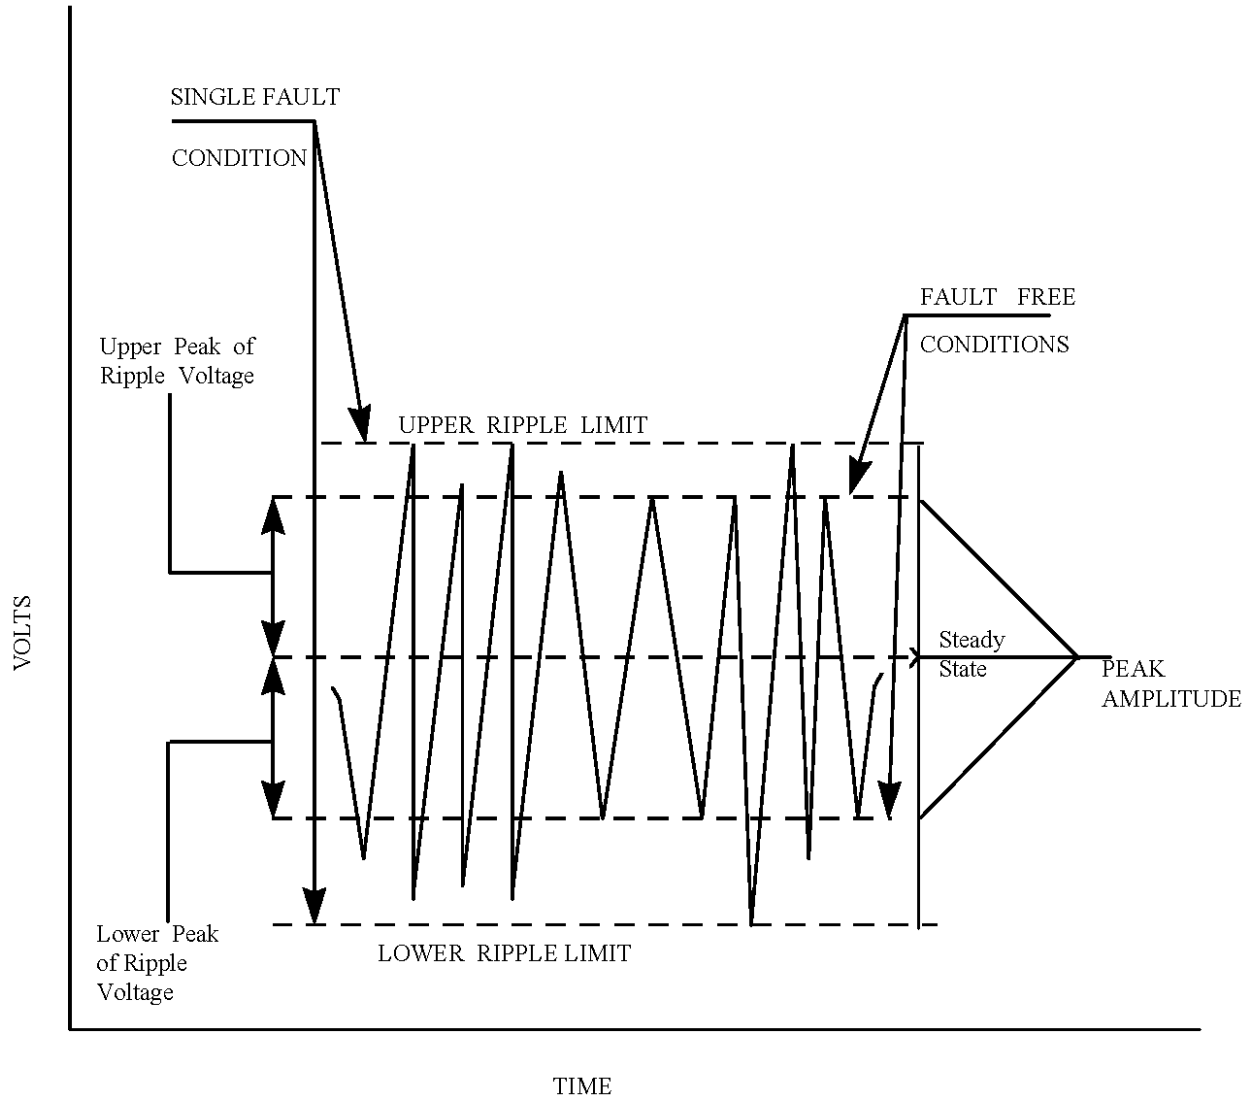 SINGLE FAULT
CONDITION
FAULT FREE
CONDITIONS
Upper Peak of
Ripple Voltage
UPPER RIPPLE LIMIT
VOLTS
Steady
State
PEAK
AMPLITUDE
Lower Peak
of Ripple
Voltage
LOWER RIPPLE LIMIT
TIME